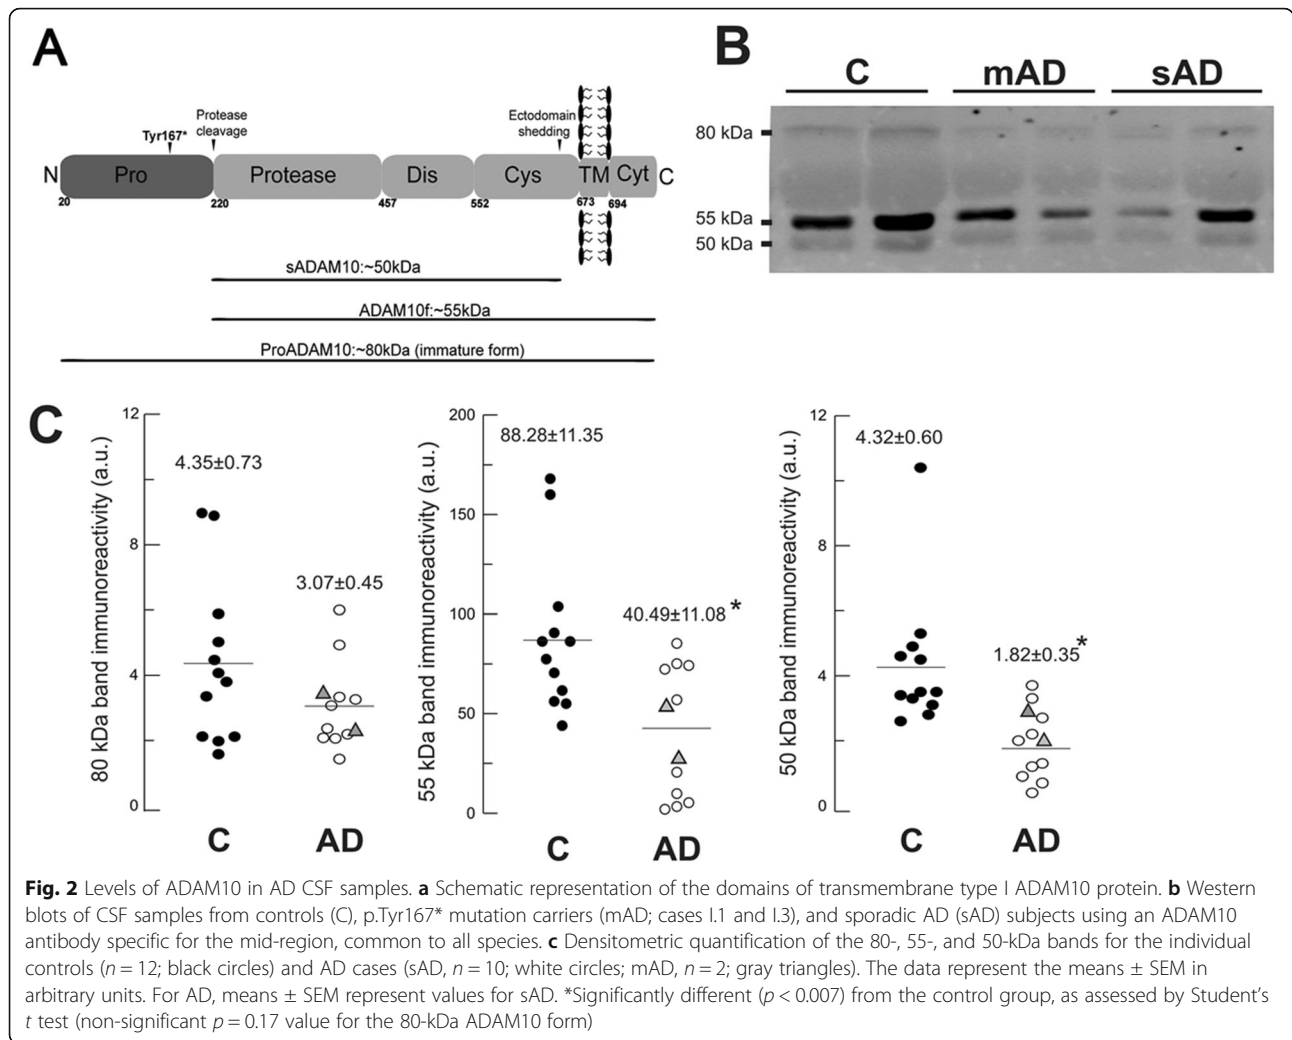 A
B
C mAD sAD
Tyr167*
Protease
cleavage
Ectodomain
shedding
N Pro Protease Dis Cys TM Cyt C
20 220 457 552 673 694
sADAM10:~50kDa
ADAM10f:~55kDa
ProADAM10:~80kDa (immature form)
80 kDa
55 kDa
50 kDa
C
80 kDa band immunoreactivity (a.u.)
12
8
4
0
4.35±0.73
3.07±0.45
C AD
55 kDa band immunoreactivity (a.u.)
200
150
100
50
0
88.28±11.35
40.49±11.08 *
C AD
50 kDa band immunoreactivity (a.u.)
12
8
4
0
4.32±0.60
1.82±0.35*
C AD
Fig. 2 Levels of ADAM10 in AD CSF samples. a Schematic representation of the domains of transmembrane type I ADAM10 protein. b Western
blots of CSF samples from controls (C), p.Tyr167* mutation carriers (mAD; cases I.1 and I.3), and sporadic AD (sAD) subjects using an ADAM10
antibody specific for the mid-region, common to all species. c Densitometric quantification of the 80-, 55-, and 50-kDa bands for the individual
controls (n = 12; black circles) and AD cases (sAD, n = 10; white circles; mAD, n = 2; gray triangles). The data represent the means ± SEM in
arbitrary units. For AD, means ± SEM represent values for sAD. *Significantly different (p < 0.007) from the control group, as assessed by Student's
t test (non-significant p = 0.17 value for the 80-kDa ADAM10 form)